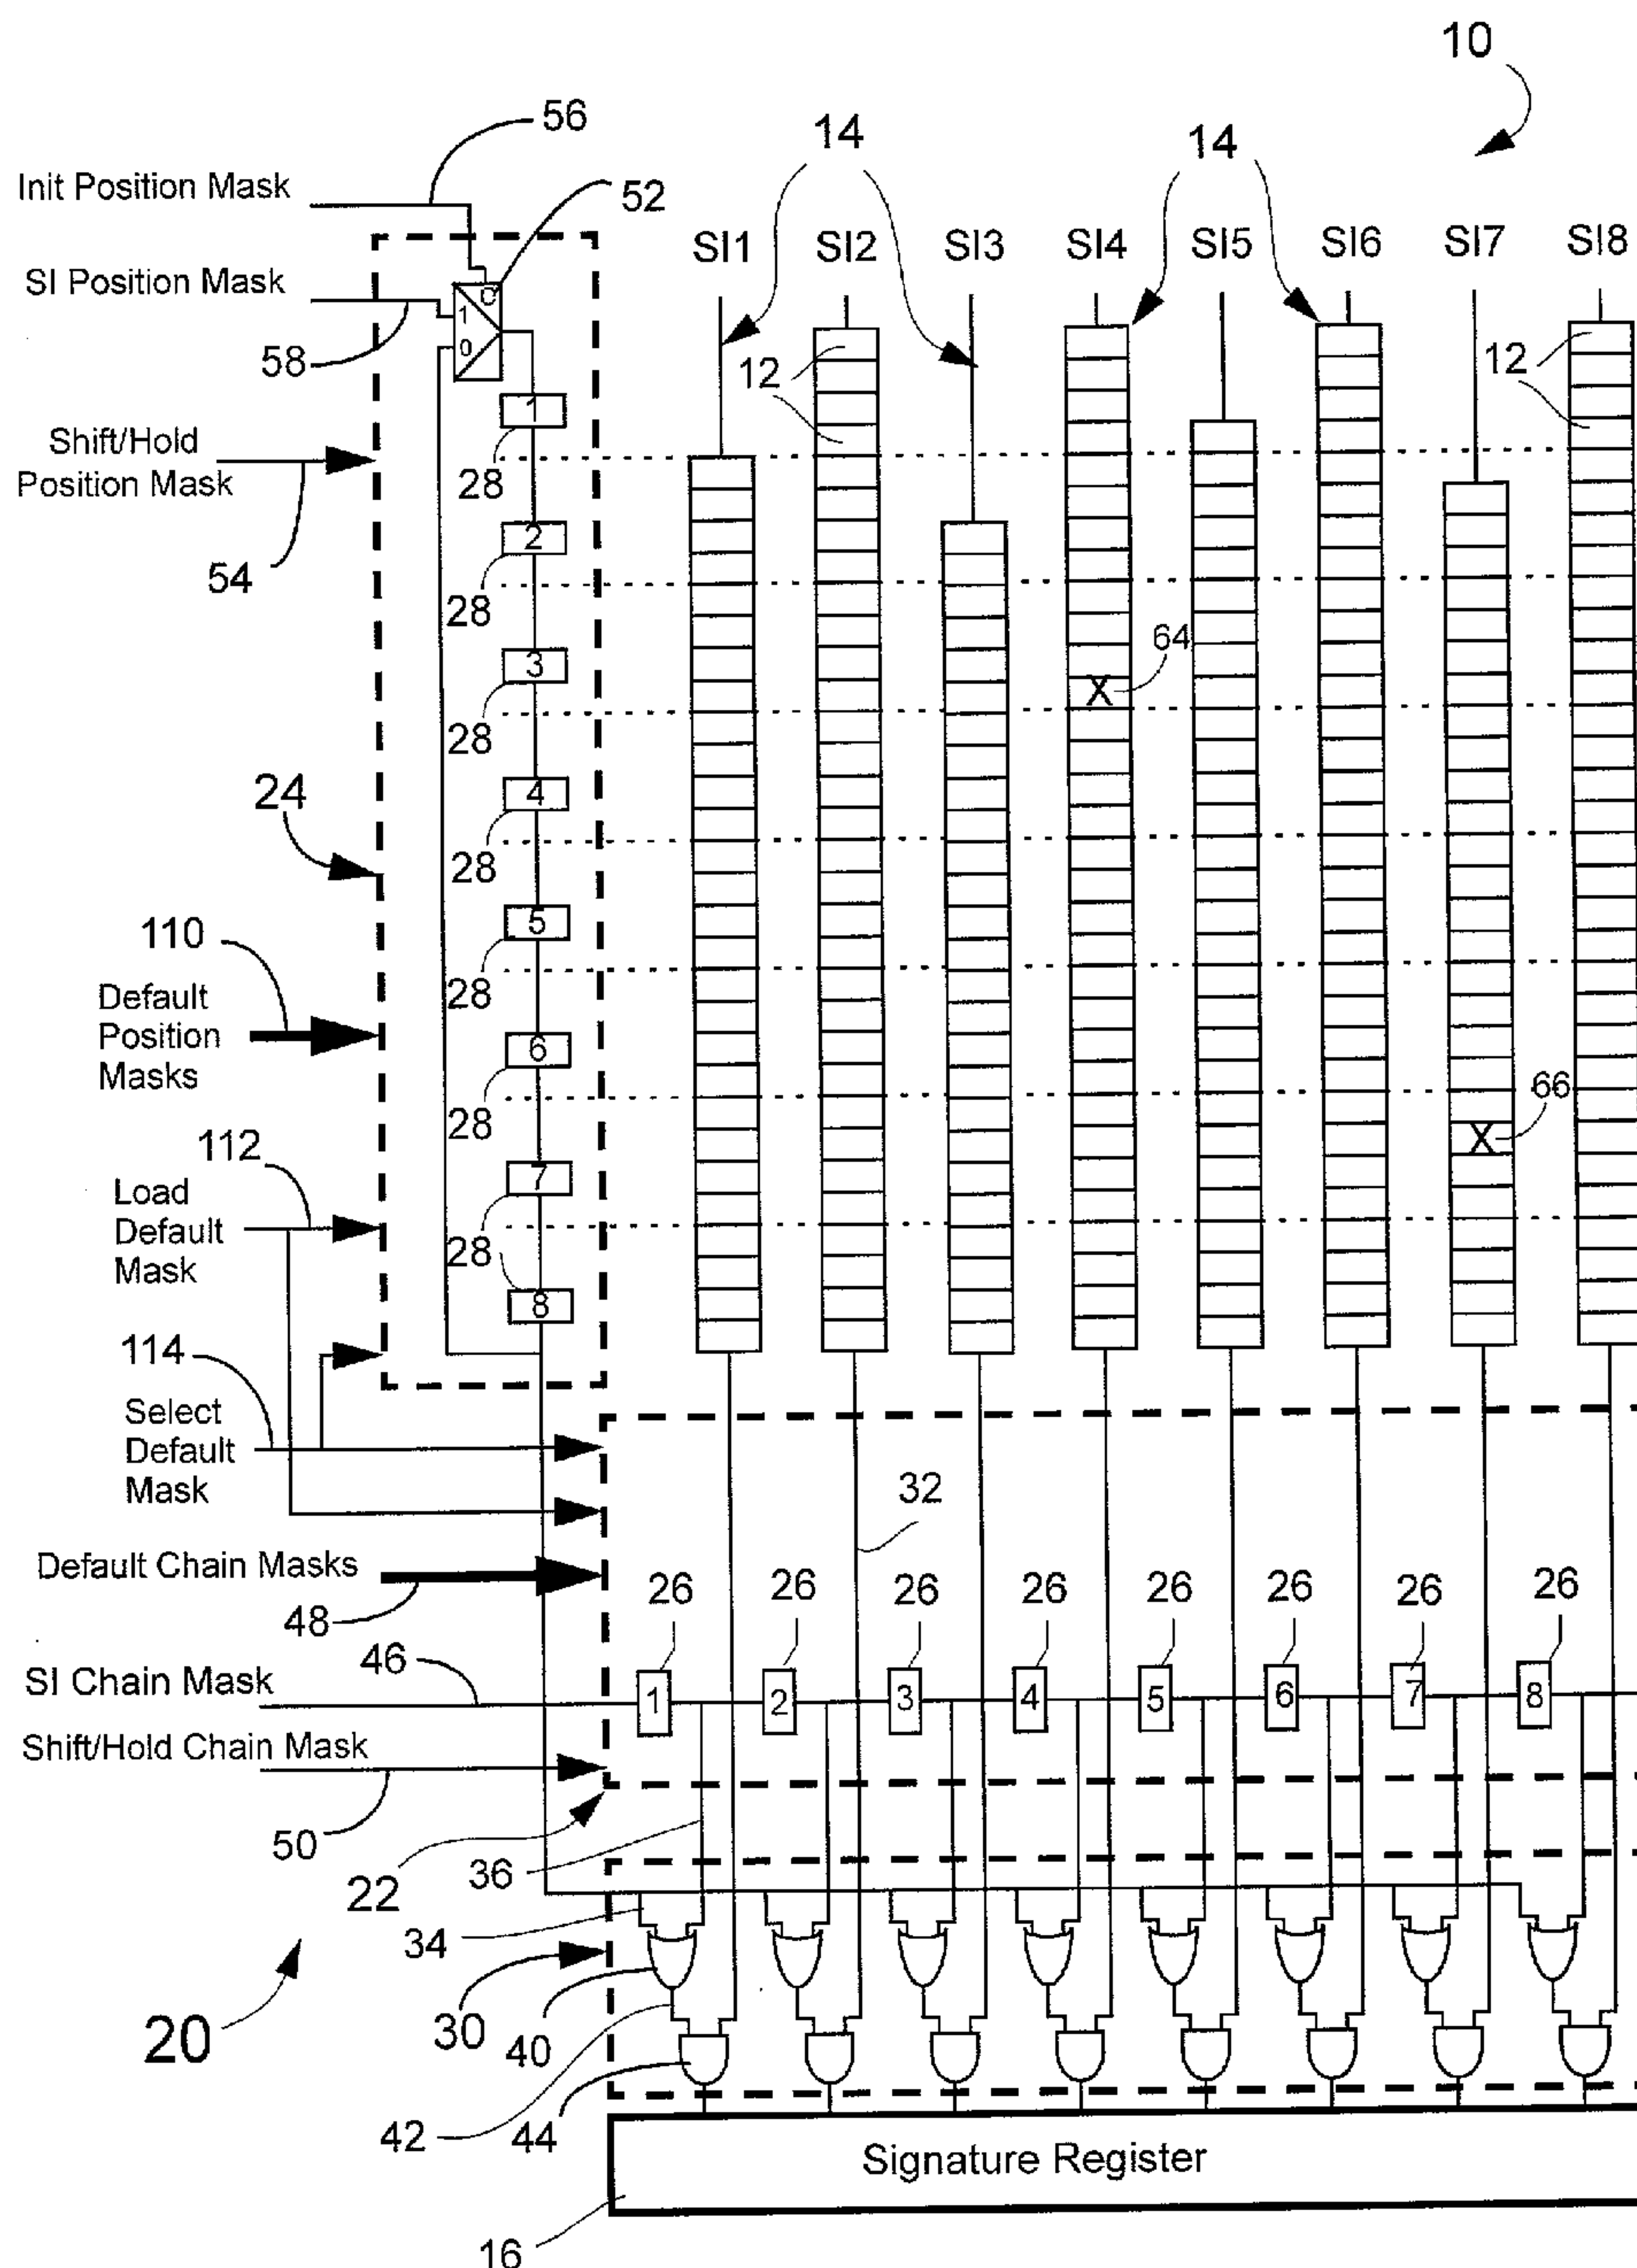 10
56
14
14
Init Position Mask
52
SI1 SI2 SI3 SI4 SI5 SI6 SI7 SI8
SI Position Mask
C
1
0
58
12
12
1
Shift/Hold
Position Mask
28
2
54
28
64
3
X
28
24
4
28
110
5
28
Default
Position
Masks
6
28
66
X
112
7
Load
Default
Mask
28
8
114
Select
Default
Mask
32
Default Chain Masks
26 26 26 26 26 26 26 26
48
46
SI Chain Mask
1 2 3 4 5 6 7 8
Shift/Hold Chain Mask
50
22
36
34
30
40
20
42
44
Signature Register
16